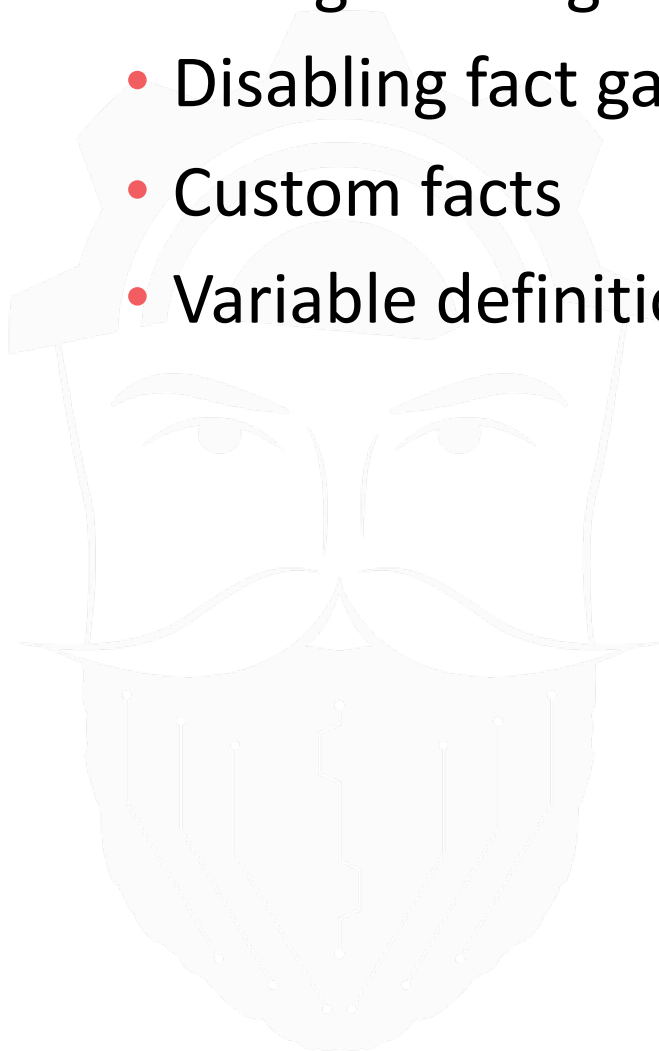 • Disabling fact ga
• Custom facts
• Variable definitio